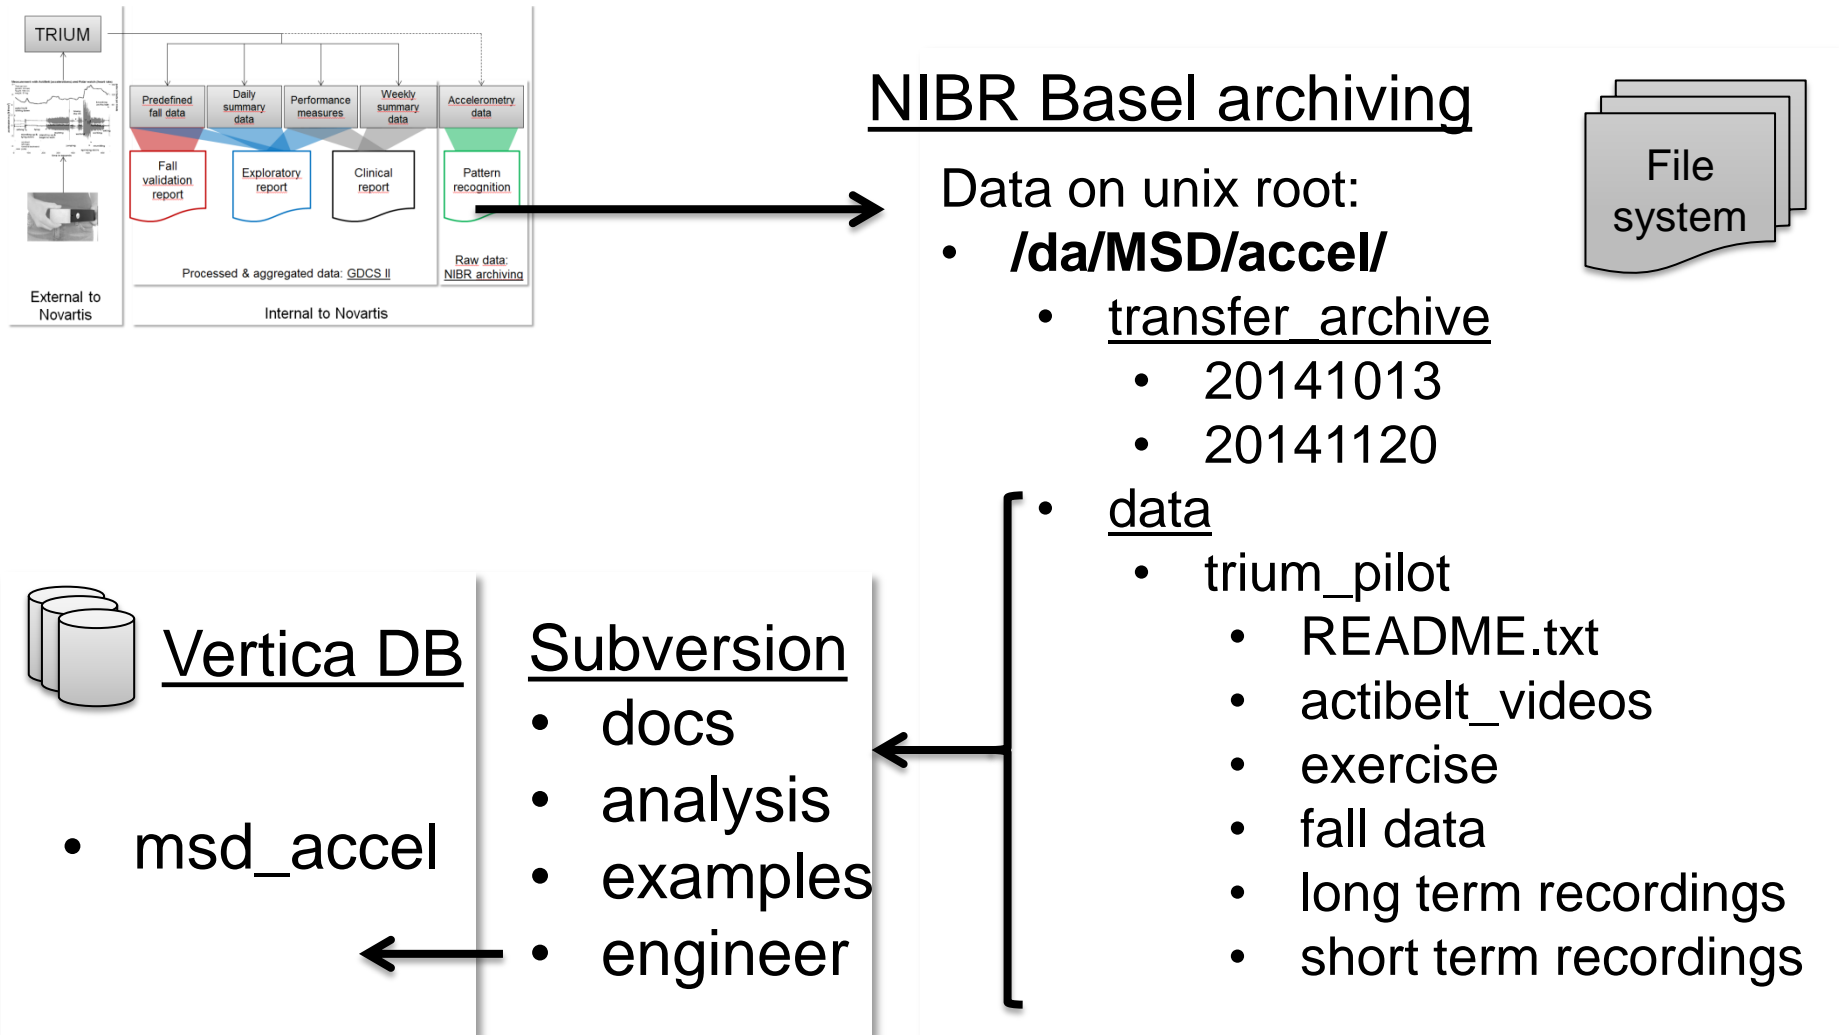 TRIUM
Predefined
fall data
Daily
summary
data
Performance
measures
Weekly
summary
data
Accelerometry
data
Fall
validation
report
Exploratory
report
Clinical
report
Pattern
recognition
Processed & aggregated data: GDCS II
Raw data:
NIBR archiving
External to
Novartis
Internal to Novartis
NIBR Basel archiving
File
system
Data on unix root:
• /da/MSD/accel/
• transfer_archive
• 20141013
• 20141120
• data
• trium_pilot
• README.txt
• actibelt_videos
• exercise
• fall data
• long term recordings
• short term recordings
Vertica DB
• msd_accel
Subversion
• docs
• analysis
• examples
• engineer